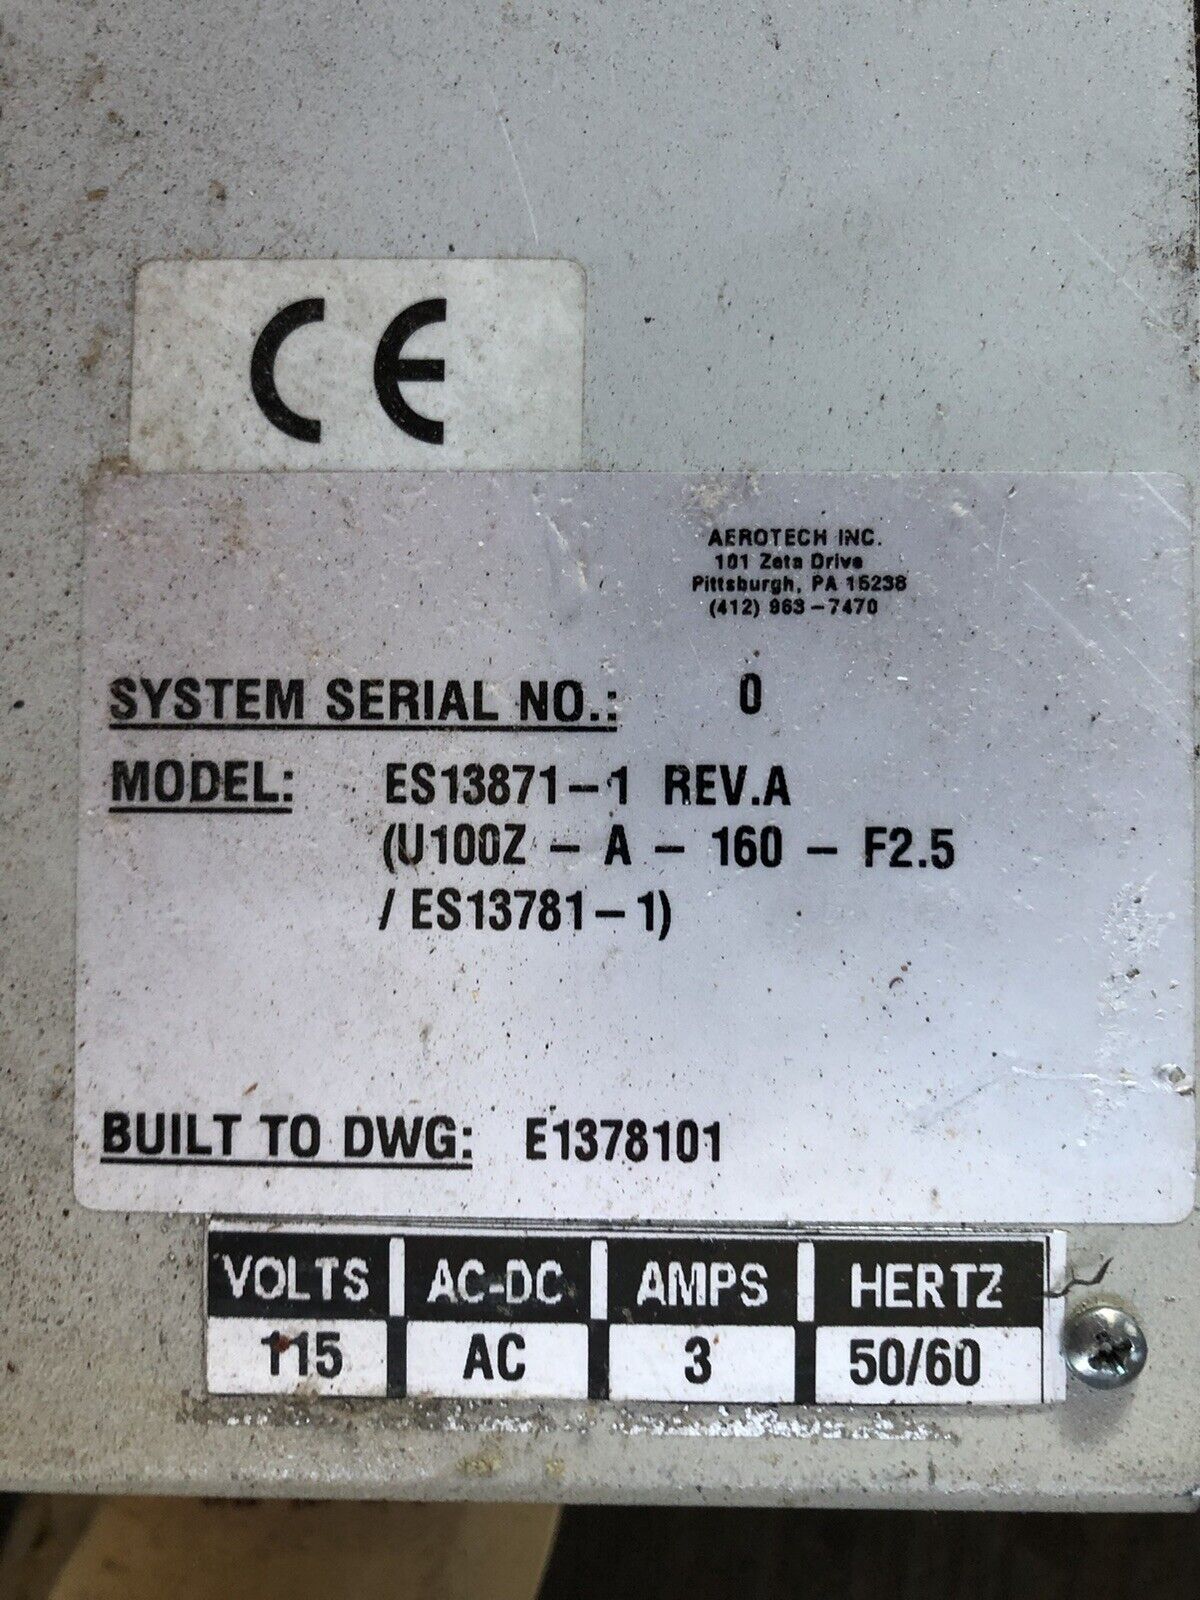 CE
AEROTECH INC.
101 Zeta Drive
Pittsburgh, PA 15238
(412) 963-7470
SYSTEM SERIAL NO.: 0
MODEL: ES13871-1 REV.A
(U100Z - A - 160 - F2.5
/ ES13781-1)
BUILT TO DWG: E1378101
VOLTS AC-DC AMPS HERTZ
115 AC 3 50/60